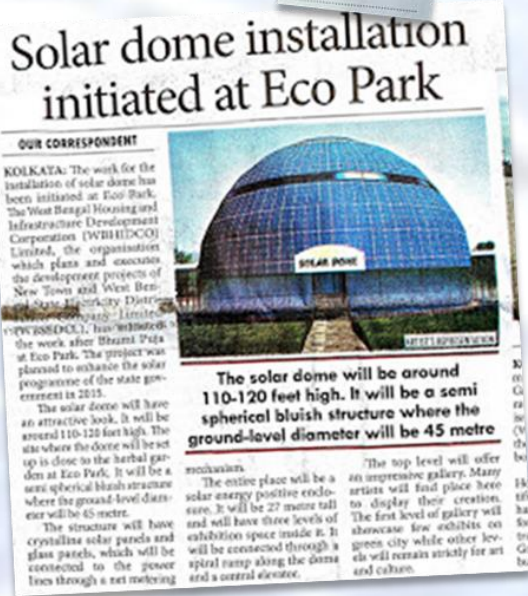 Solar dome installation
initiated at Eco Park
OUR CORRESPONDENT
KOLKATA: The work for the
installation of solar dome has
been initiated at Eco Park.
The West Bengal Housing and
Infrastructure Development
Corporation (WBHIDCO)
Limited, the organisation
which plans and executes
the development projects of
New Town and West Ben-
gal State Electricity Distri-
Company Limited
(WBSEDCL), has initiated
the work after Bhumi Puja
at Eco Park. The project was
planned to enhance the solar
programme of the state gov-
ernment in 2015.
The solar dome will have
an attractive look. It will be
around 110-120 feet high. The
site where the dome will be set
up is close to the herbal gar-
den at Eco Park. It will be a
semi spherical bluish structure
where the ground-level diam-
eter will be 45 metre.
The structure will have
crystalline solar panels and
glass panels, which will be
connected to the power
lines through a net metering
SOLAR DOME
ARTIST'S REPRESENTATION
The solar dome will be around
110-120 feet high. It will be a semi
spherical bluish structure where the
ground-level diameter will be 45 metre
mechanism.
The entire place will be a
solar energy positive enclo-
sure. It will be 27 metre tall
and will have three levels of
exhibition space inside it. It
will be connected through a
spiral ramp along the dome
and a central elevator.
The top level will offer
an impressive gallery. Many
artists will find place here
to display their creation.
The first level of gallery will
showcase few exhibits on
green city while other lev-
els will remain strictly for art
and culture.